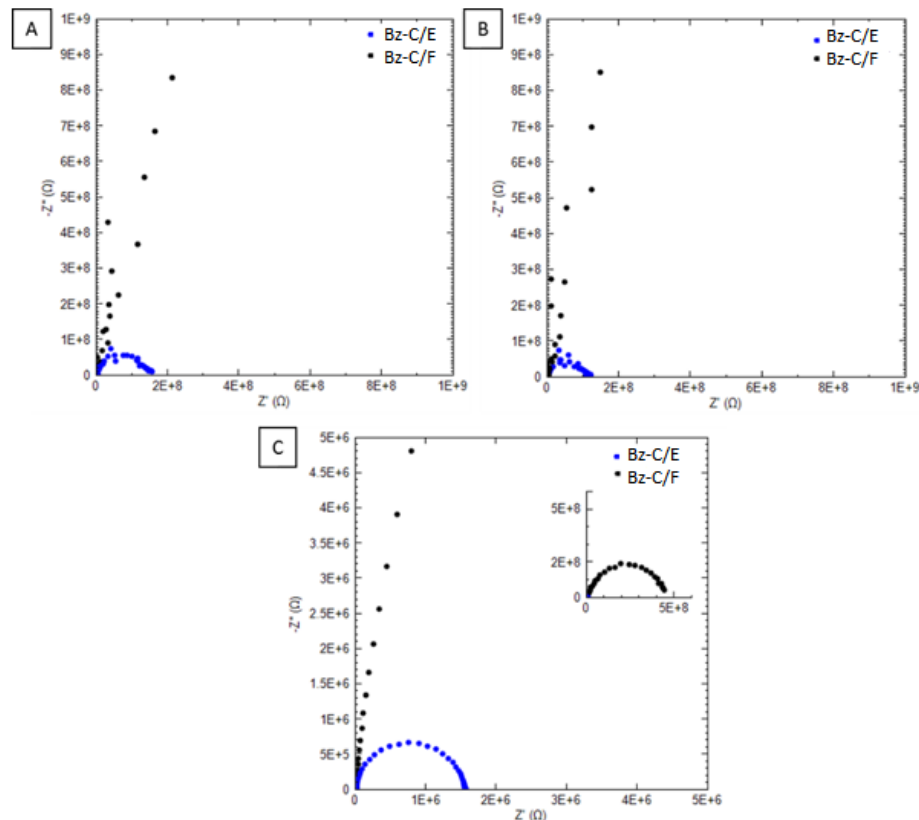 A
Bz-C/E
Bz-C/F
1E+9
9E+8
8E+8
7E+8
6E+8
5E+8
4E+8
3E+8
2E+8
1E+8
0
-Z" (Ω)
0 2E+8 4E+8 6E+8 8E+8 1E+9
Z' (Ω)
B
Bz-C/E
Bz-C/F
1E+9
9E+8
8E+8
7E+8
6E+8
5E+8
4E+8
3E+8
2E+8
1E+8
0
-Z" (Ω)
0 2E+8 4E+8 6E+8 8E+8 1E+9
Z' (Ω)
C
Bz-C/E
Bz-C/F
5E+6
4.5E+6
4E+6
3.5E+6
3E+6
2.5E+6
2E+6
1.5E+6
1E+6
5E+5
0
-Z" (Ω)
0 1E+6 2E+6 3E+6 4E+6 5E+6
Z' (Ω)
5E+8
2E+8
0
0 5E+8